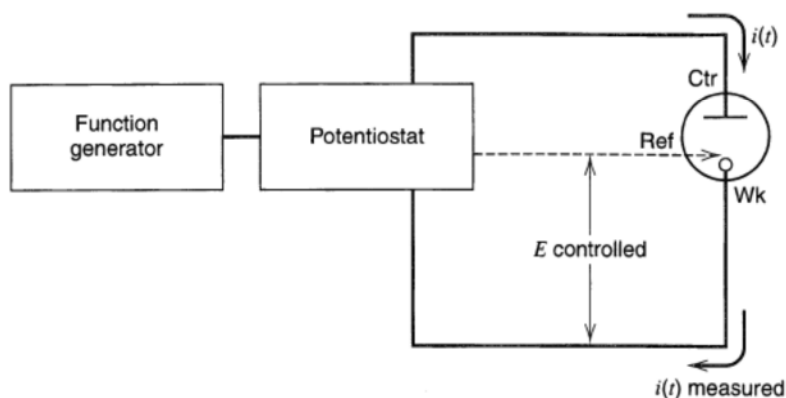 i(t)
Ctr
Function
generator
Potentiostat
Ref
Wk
E controlled
i(t) measured